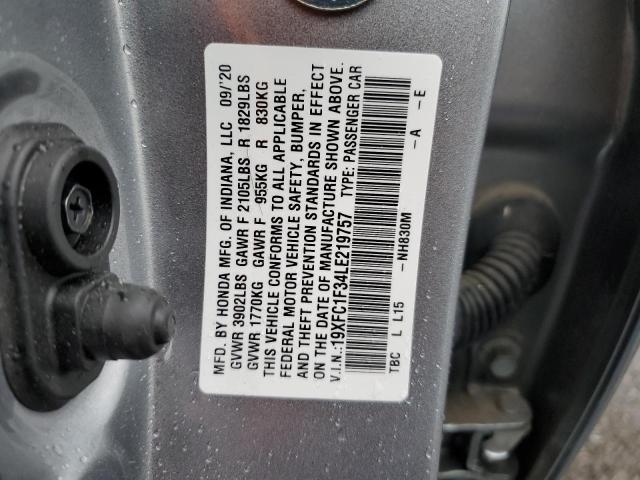 MFD. BY HONDA MFG. OF INDIANA, LLC 09/'20
GVWR 3902LBS GAWR F 2105LBS R 1829LBS
GVWR 1770KG GAWR F 955KG R 830KG
THIS VEHICLE CONFORMS TO ALL APPLICABLE
FEDERAL MOTOR VEHICLE SAFETY, BUMPER,
AND THEFT PREVENTION STANDARDS IN EFFECT
ON THE DATE OF MANUFACTURE SHOWN ABOVE.
V.I.N.:19XFC1F34LE219757 TYPE: PASSENGER CAR
TBC L L15 -NH830M -A -E